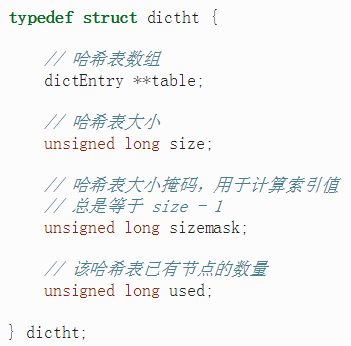 typedef struct dictht {
// 哈希表数组
dictEntry **table;
// 哈希表大小
unsigned long size;
// 哈希表大小掩码，用于计算索引值
// 总是等于 size - 1
unsigned long sizemask;
// 该哈希表已有节点的数量
unsigned long used;
} dictht;